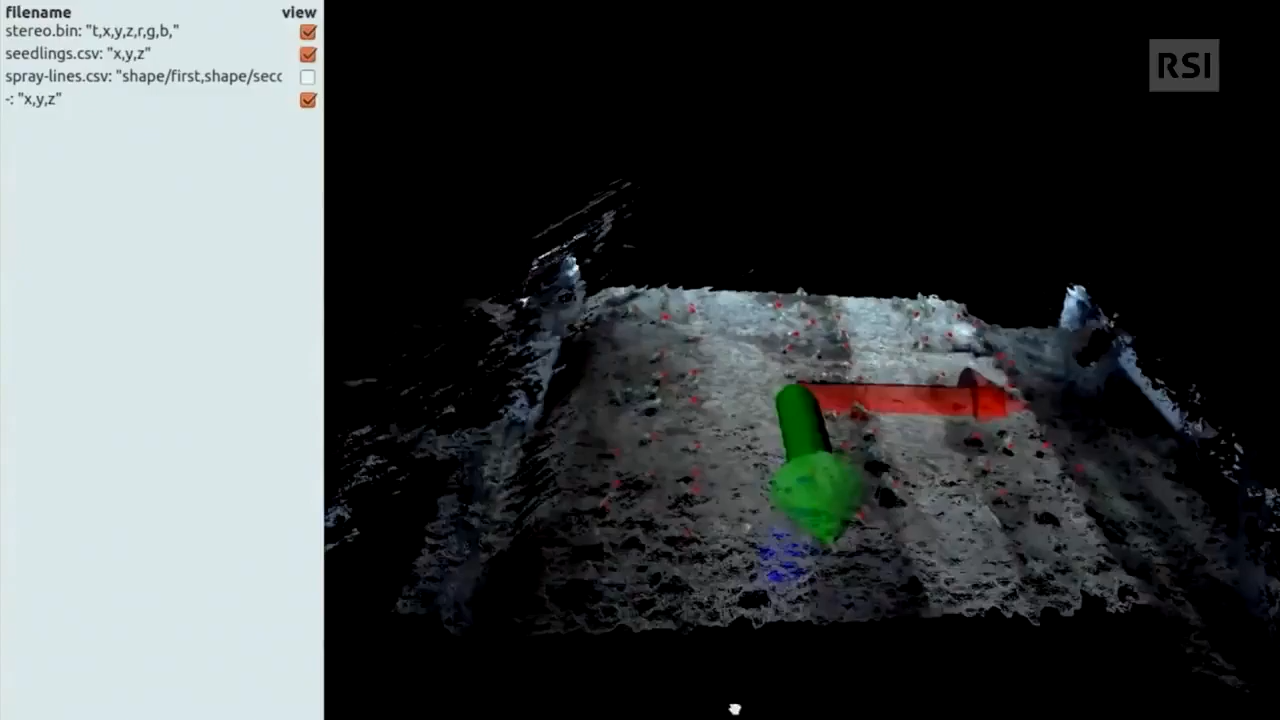 filename view
stereo.bin: "t,x,y,z,r,g,b,"
seedlings.csv: "x,y,z"
spray-lines.csv: "shape/first,shape/secc
-: "x,y,z"
RSI